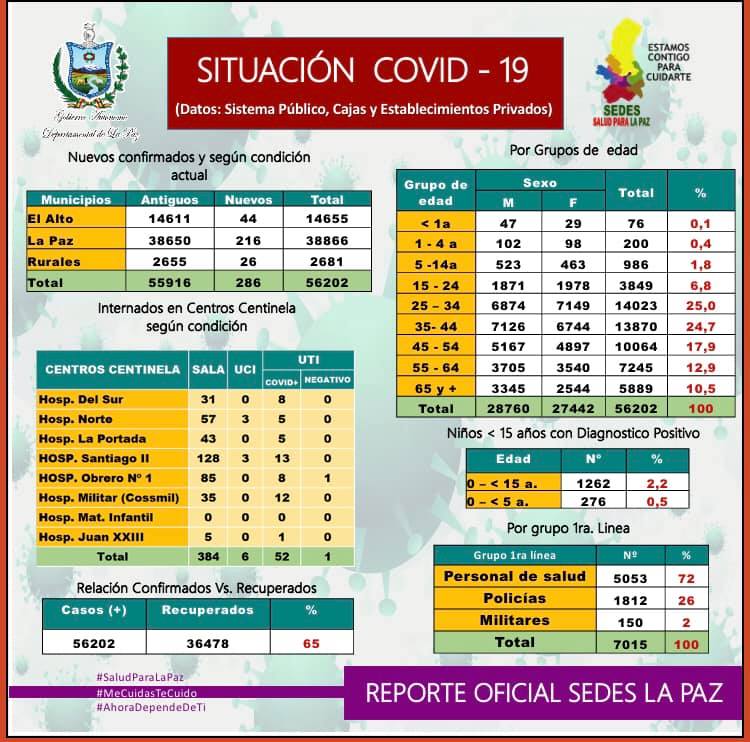 Gobierno Autónomo
Departamental de La Paz
SITUACIÓN COVID - 19
(Datos: Sistema Público, Cajas y Establecimientos Privados)
ESTAMOS
CONTIGO
PARA
CUIDARTE
SEDES
SALUD PARA LA PAZ
Nuevos confirmados y según condición
actual
Municipios Antiguos Nuevos Total
El Alto 14611 44 14655
La Paz 38650 216 38866
Rurales 2655 26 2681
Total 55916 286 56202
Internados en Centros Centinela
según condición
CENTROS CENTINELA SALA UCI UTI
COVID+ NEGATIVO
Hosp. Del Sur 31 0 8 0
Hosp. Norte 57 3 5 0
Hosp. La Portada 43 0 5 0
HOSP. Santiago II 128 3 13 0
HOSP. Obrero Nº 1 85 0 8 1
Hosp. Militar (Cossmil) 35 0 12 0
Hosp. Mat. Infantil 0 0 0 0
Hosp. Juan XXIII 5 0 1 0
Total 384 6 52 1
Relación Confirmados Vs. Recuperados
Casos (+) Recuperados %
56202 36478 65
Por Grupos de edad
Grupo de
edad
Sexo
M F
Total %
< 1a 47 29 76 0,1
1 - 4 a 102 98 200 0,4
5 -14a 523 463 986 1,8
15 - 24 1871 1978 3849 6,8
25 – 34 6874 7149 14023 25,0
35- 44 7126 6744 13870 24,7
45 - 54 5167 4897 10064 17,9
55 - 64 3705 3540 7245 12,9
65 y + 3345 2544 5889 10,5
Total 28760 27442 56202 100
Niños < 15 años con Diagnostico Positivo
Edad Nº %
0 – < 15 a. 1262 2,2
0 – < 5 a. 276 0,5
Por grupo 1ra. Linea
Grupo 1ra línea Nº %
Personal de salud 5053 72
Policías 1812 26
Militares 150 2
Total 7015 100
#SaludParaLaPaz
#MeCuidasTeCuido
#AhoraDependeDeTi
REPORTE OFICIAL SEDES LA PAZ